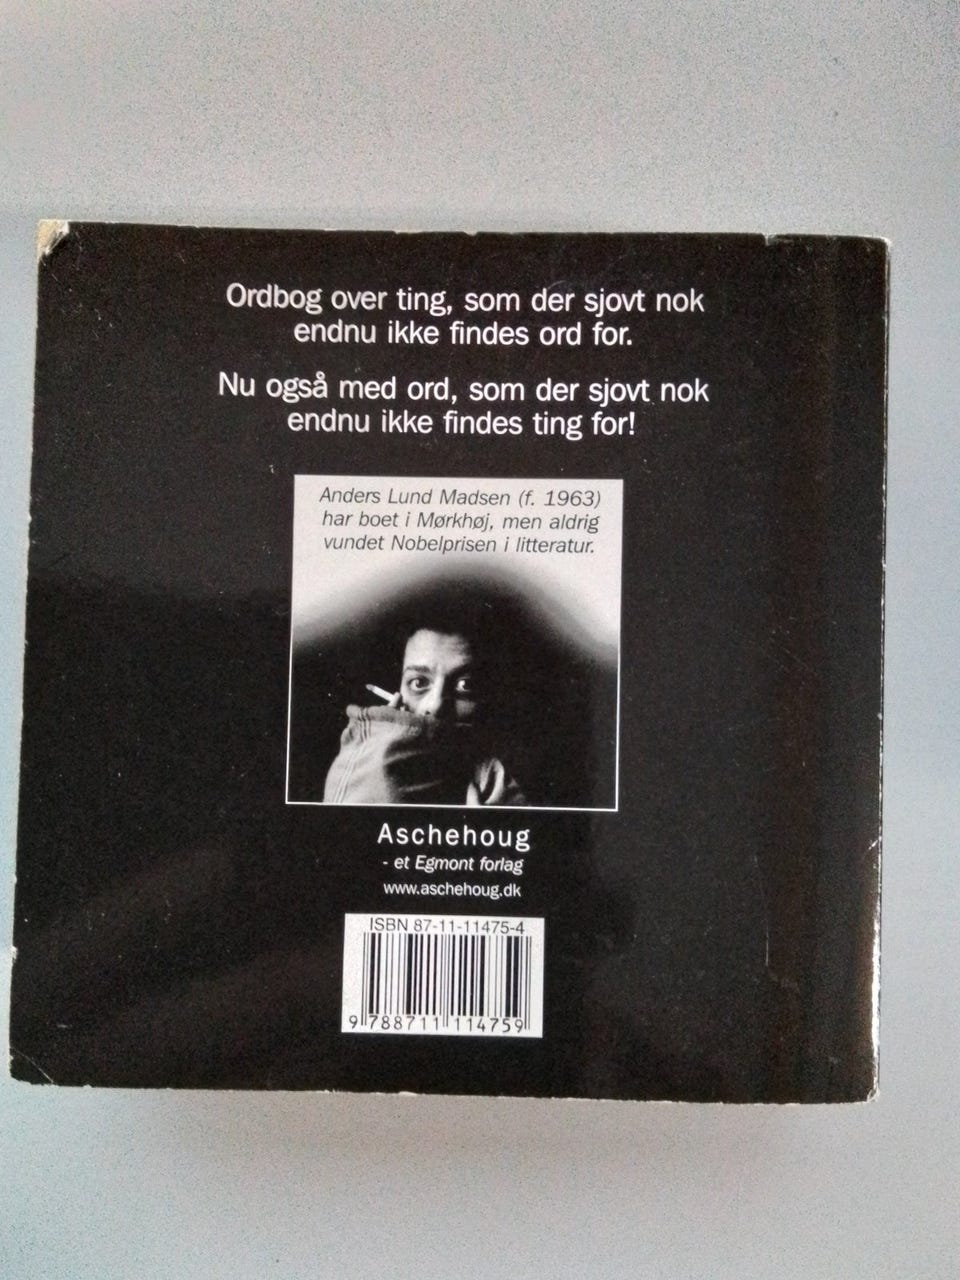 Ordbog over ting, som der sjovt nok
endnu ikke findes ord for.
Nu også med ord, som der sjovt nok
endnu ikke findes ting for!
Anders Lund Madsen (f. 1963)
har boet i Mørkhøj, men aldrig
vundet Nobelprisen i litteratur.
Aschehoug
- et Egmont forlag
www.aschehoug.dk
ISBN 87-11-11475-4
9 788711 114759